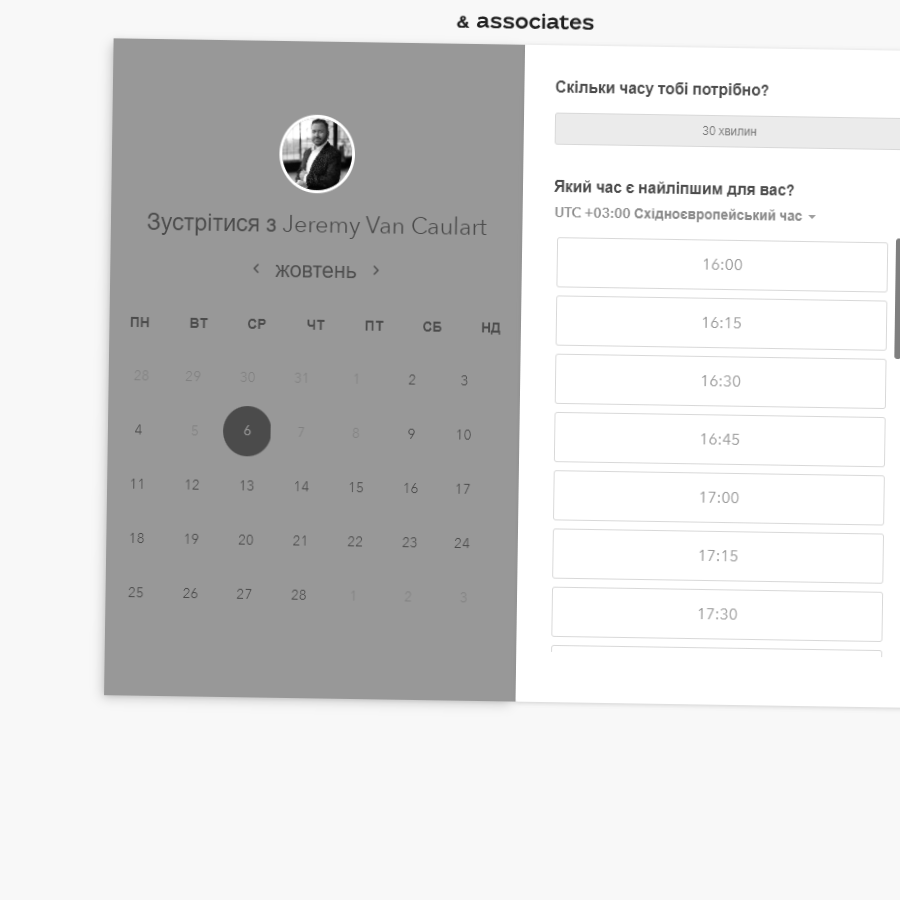 & associates
Зустрітися з Jeremy Van Caulart
жовтень
ПН ВТ СР ЧТ ПТ СБ НД
28 29 30 31 1 2 3
4 5 6 7 8 9 10
11 12 13 14 15 16 17
18 19 20 21 22 23 24
25 26 27 28 1 2 3
Скільки часу тобі потрібно?
30 хвилин
Який час є найліпшим для вас?
UTC +03:00 Східноєвропейський час
16:00
16:15
16:30
16:45
17:00
17:15
17:30